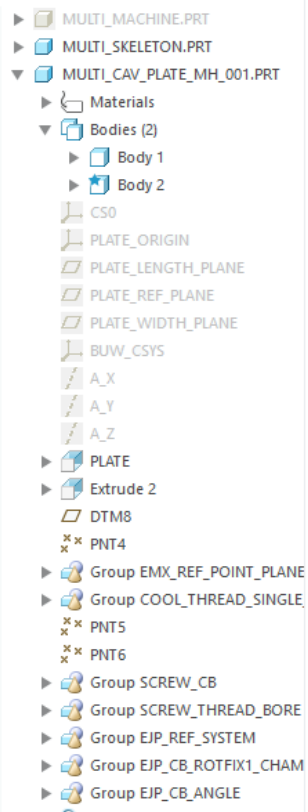 MULTI_MACHINE.PRT
MULTI_SKELETON.PRT
MULTI_CAV_PLATE_MH_001.PRT
Materials
Bodies (2)
Body 1
Body 2
CS0
PLATE_ORIGIN
PLATE_LENGTH_PLANE
PLATE_REF_PLANE
PLATE_WIDTH_PLANE
BUW_CSYS
A_X
A_Y
A_Z
PLATE
Extrude 2
DTM8
PNT4
Group EMX_REF_POINT_PLANE
Group COOL_THREAD_SINGLE_
PNT5
PNT6
Group SCREW_CB
Group SCREW_THREAD_BORE
Group EJP_REF_SYSTEM
Group EJP_CB_ROTFIX1_CHAM
Group EJP_CB_ANGLE